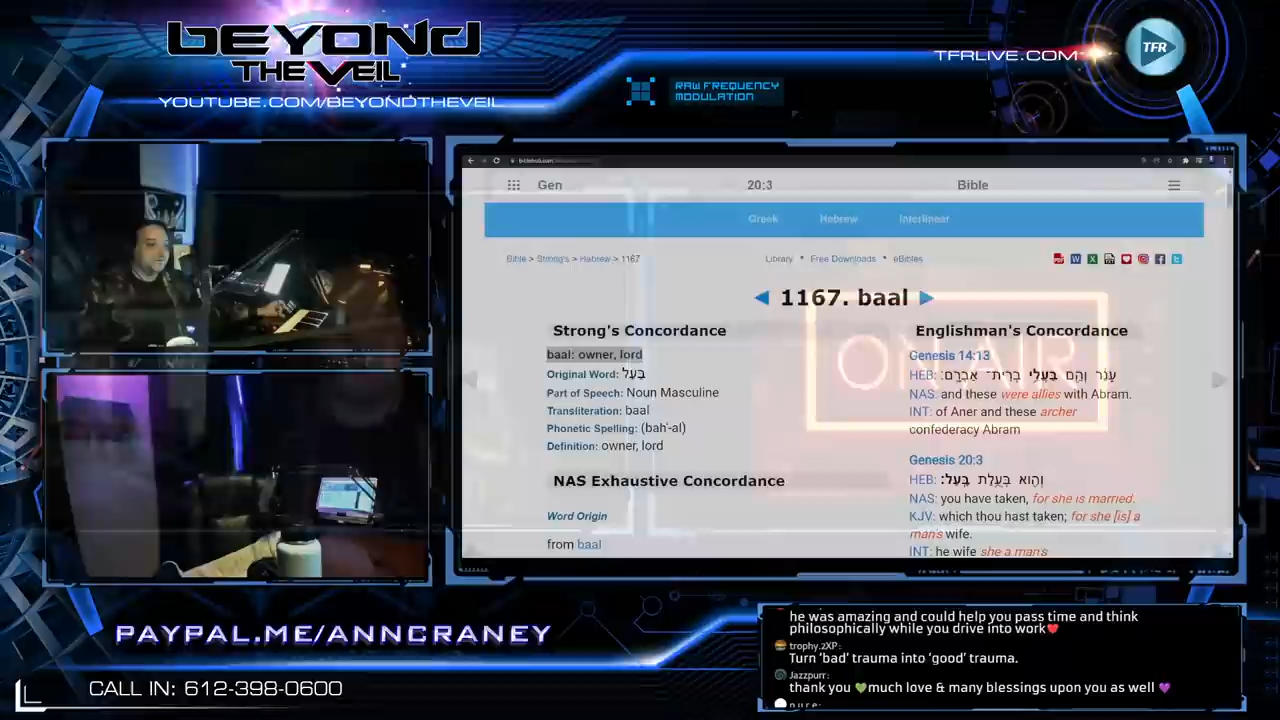 BEYOND
THE VEIL
YOUTUBE.COM/BEYONDTHEVEIL
TFRLIVE.COM
TFR
RAW FREQUENCY
MODULATION
Gen 20:3 Bible
Greek Hebrew Interlinear
Bible > Strong's > Hebrew > 1167
Library • Free Downloads • eBibles
◀ 1167. baal ▶
Strong's Concordance
baal: owner, lord
Original Word: בַּעַל
Part of Speech: Noun Masculine
Transliteration: baal
Phonetic Spelling: (bah'-al)
Definition: owner, lord
NAS Exhaustive Concordance
Word Origin
from baal
Englishman's Concordance
Genesis 14:13
HEB: עָנֵ֔ר וְהֵ֖ם בַּעֲלֵ֥י בְרִית־ אַבְרָֽם׃
NAS: and these were allies with Abram.
INT: of Aner and these archer
confederacy Abram
Genesis 20:3
HEB: וְהִ֖וא בְּעֻ֥לַת בָּֽעַל׃
NAS: you have taken, for she is married.
KJV: which thou hast taken; for she [is] a
man's wife.
INT: he wife she a man's
ON AIR
PAYPAL.ME/ANNCRANEY
CALL IN: 612-398-0600
he was amazing and could help you pass time and think
philosophically while you drive into work❤️
trophy.2XP:
Turn ‘bad’ trauma into ‘good’ trauma.
Jazzpurr:
thank you 💚much love & many blessings upon you as well 💜